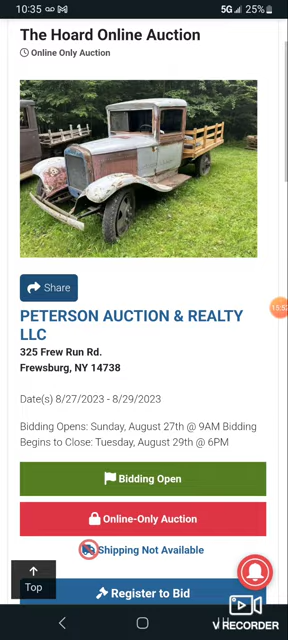 10:35
5G 25%
The Hoard Online Auction
Online Only Auction
Share
PETERSON AUCTION & REALTY
LLC
325 Frew Run Rd.
Frewsburg, NY 14738
Date(s) 8/27/2023 - 8/29/2023
Bidding Opens: Sunday, August 27th @ 9AM Bidding
Begins to Close: Tuesday, August 29th @ 6PM
Bidding Open
Online-Only Auction
Shipping Not Available
Top
Register to Bid
V RECORDER